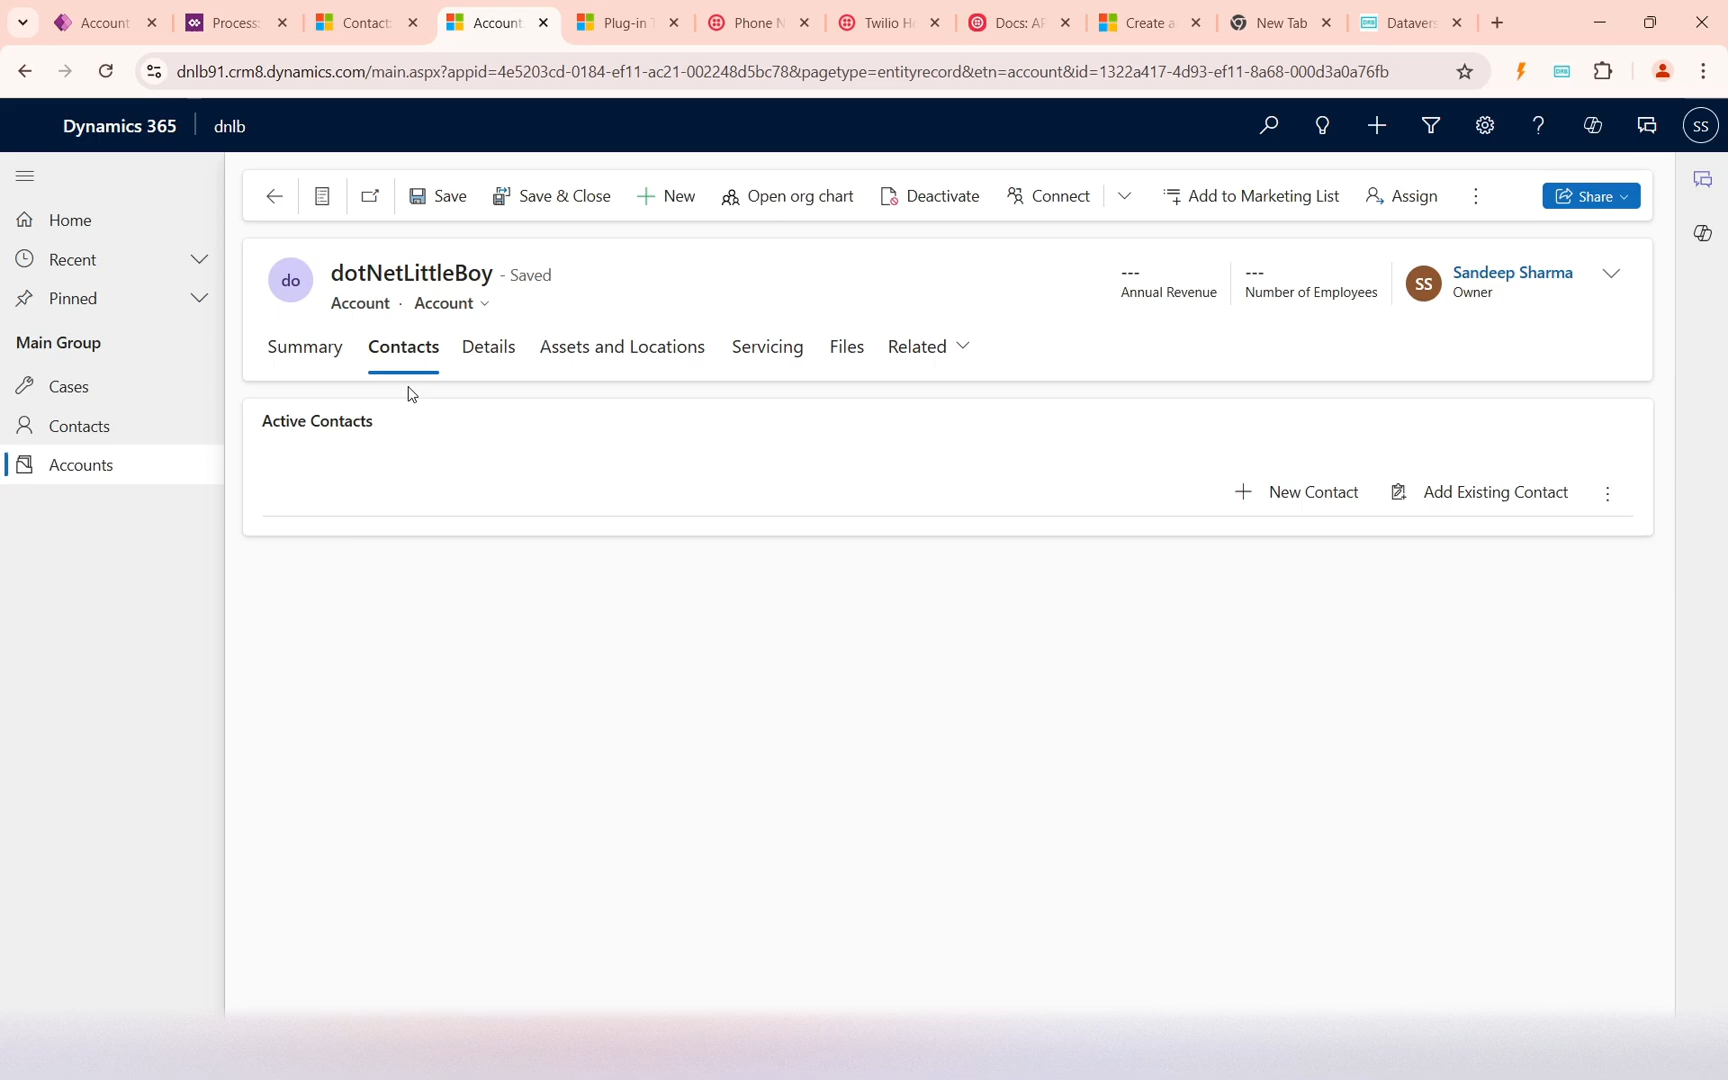 Account
Process:
Contact:
Account
Plug-in T
Phone N
Twilio He
Docs: AP
Create a
New Tab
Datavers
dnlb91.crm8.dynamics.com/main.aspx?appid=4e5203cd-0184-ef11-ac21-002248d5bc78&pagetype=entityrecord&etn=account&id=1322a417-4d93-ef11-8a68-000d3a0a76fb
DRB
Dynamics 365
dnlb
SS
Save
Save & Close
New
Open org chart
Deactivate
Connect
Add to Marketing List
Assign
Share
Home
Recent
Pinned
Main Group
Cases
Contacts
Accounts
do
dotNetLittleBoy - Saved
Account · Account
---
Annual Revenue
---
Number of Employees
SS
Sandeep Sharma
Owner
Summary
Contacts
Details
Assets and Locations
Servicing
Files
Related
Active Contacts
New Contact
Add Existing Contact